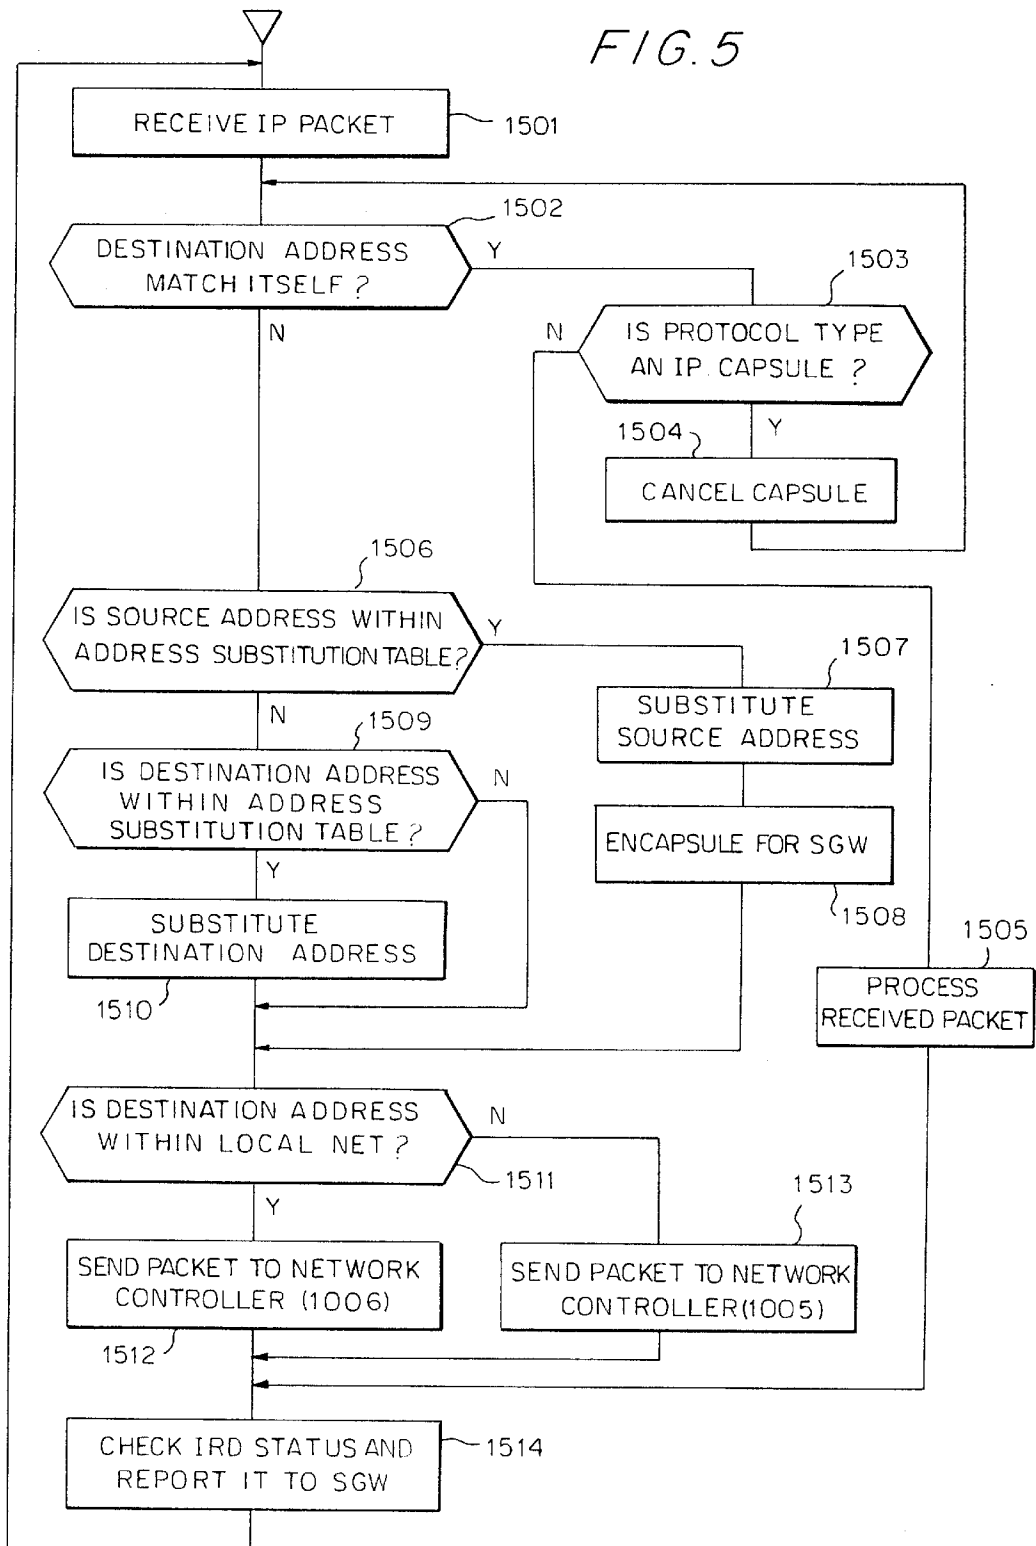 FIG.5
RECEIVE IP PACKET
1501
1502
DESTINATION ADDRESS
MATCH ITSELF ?
Y
N
1503
IS PROTOCOL TYPE
AN IP CAPSULE ?
N
Y
1504
CANCEL CAPSULE
1506
IS SOURCE ADDRESS WITHIN
ADDRESS SUBSTITUTION TABLE?
Y
N
1507
SUBSTITUTE
SOURCE ADDRESS
1509
IS DESTINATION ADDRESS
WITHIN ADDRESS
SUBSTITUTION TABLE ?
N
Y
ENCAPSULE FOR SGW
1508
SUBSTITUTE
DESTINATION ADDRESS
1510
1505
PROCESS
RECEIVED PACKET
IS DESTINATION ADDRESS
WITHIN LOCAL NET ?
N
1511
Y
1513
SEND PACKET TO NETWORK
CONTROLLER (1006)
1512
SEND PACKET TO NETWORK
CONTROLLER(1005)
CHECK IRD STATUS AND
REPORT IT TO SGW
1514